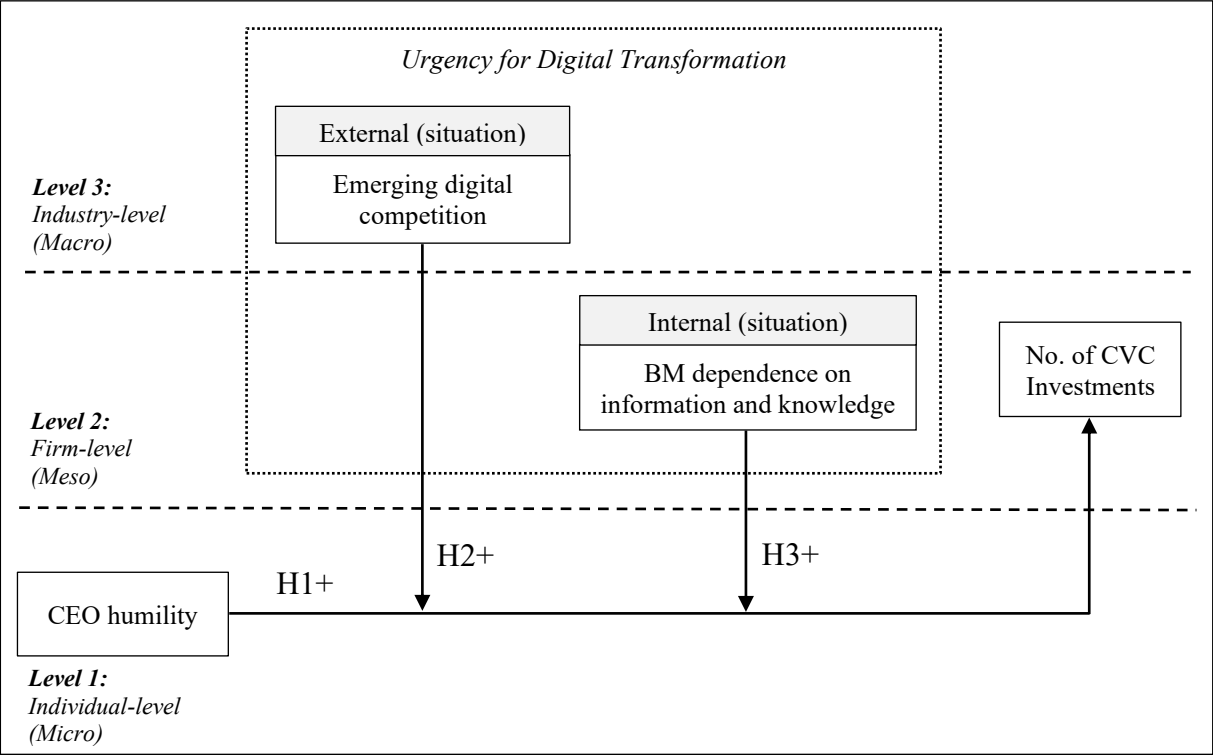 Urgency for Digital Transformation
External (situation)
Emerging digital
competition
Level 3:
Industry-level
(Macro)
Internal (situation)
BM dependence on
information and knowledge
No. of CVC
Investments
Level 2:
Firm-level
(Meso)
H1+
H2+
H3+
CEO humility
Level 1:
Individual-level
(Micro)